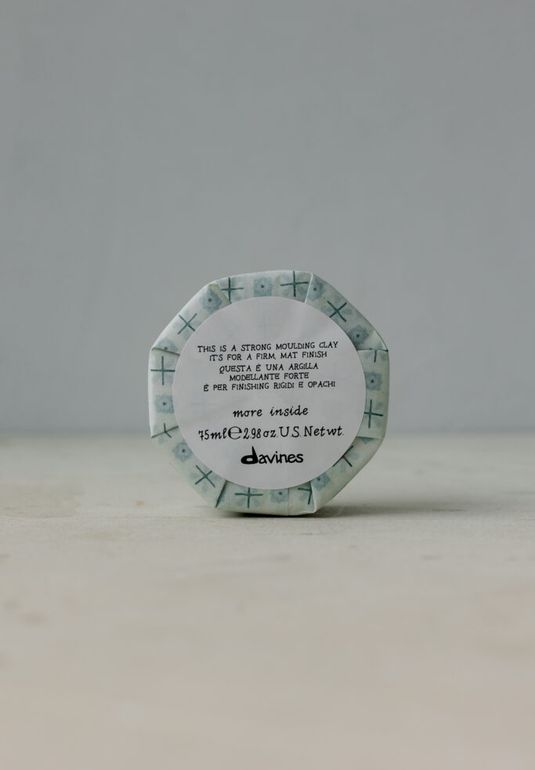 THIS IS A STRONG MOULDING CLAY
IT'S FOR A FIRM, MAT FINISH
QUESTA È UNA ARGILLA
MODELLANTE FORTE
È PER FINISHING RIGIDI E OPACHI
more inside
75ml℮2.98 oz. U.S. Net wt.
davines